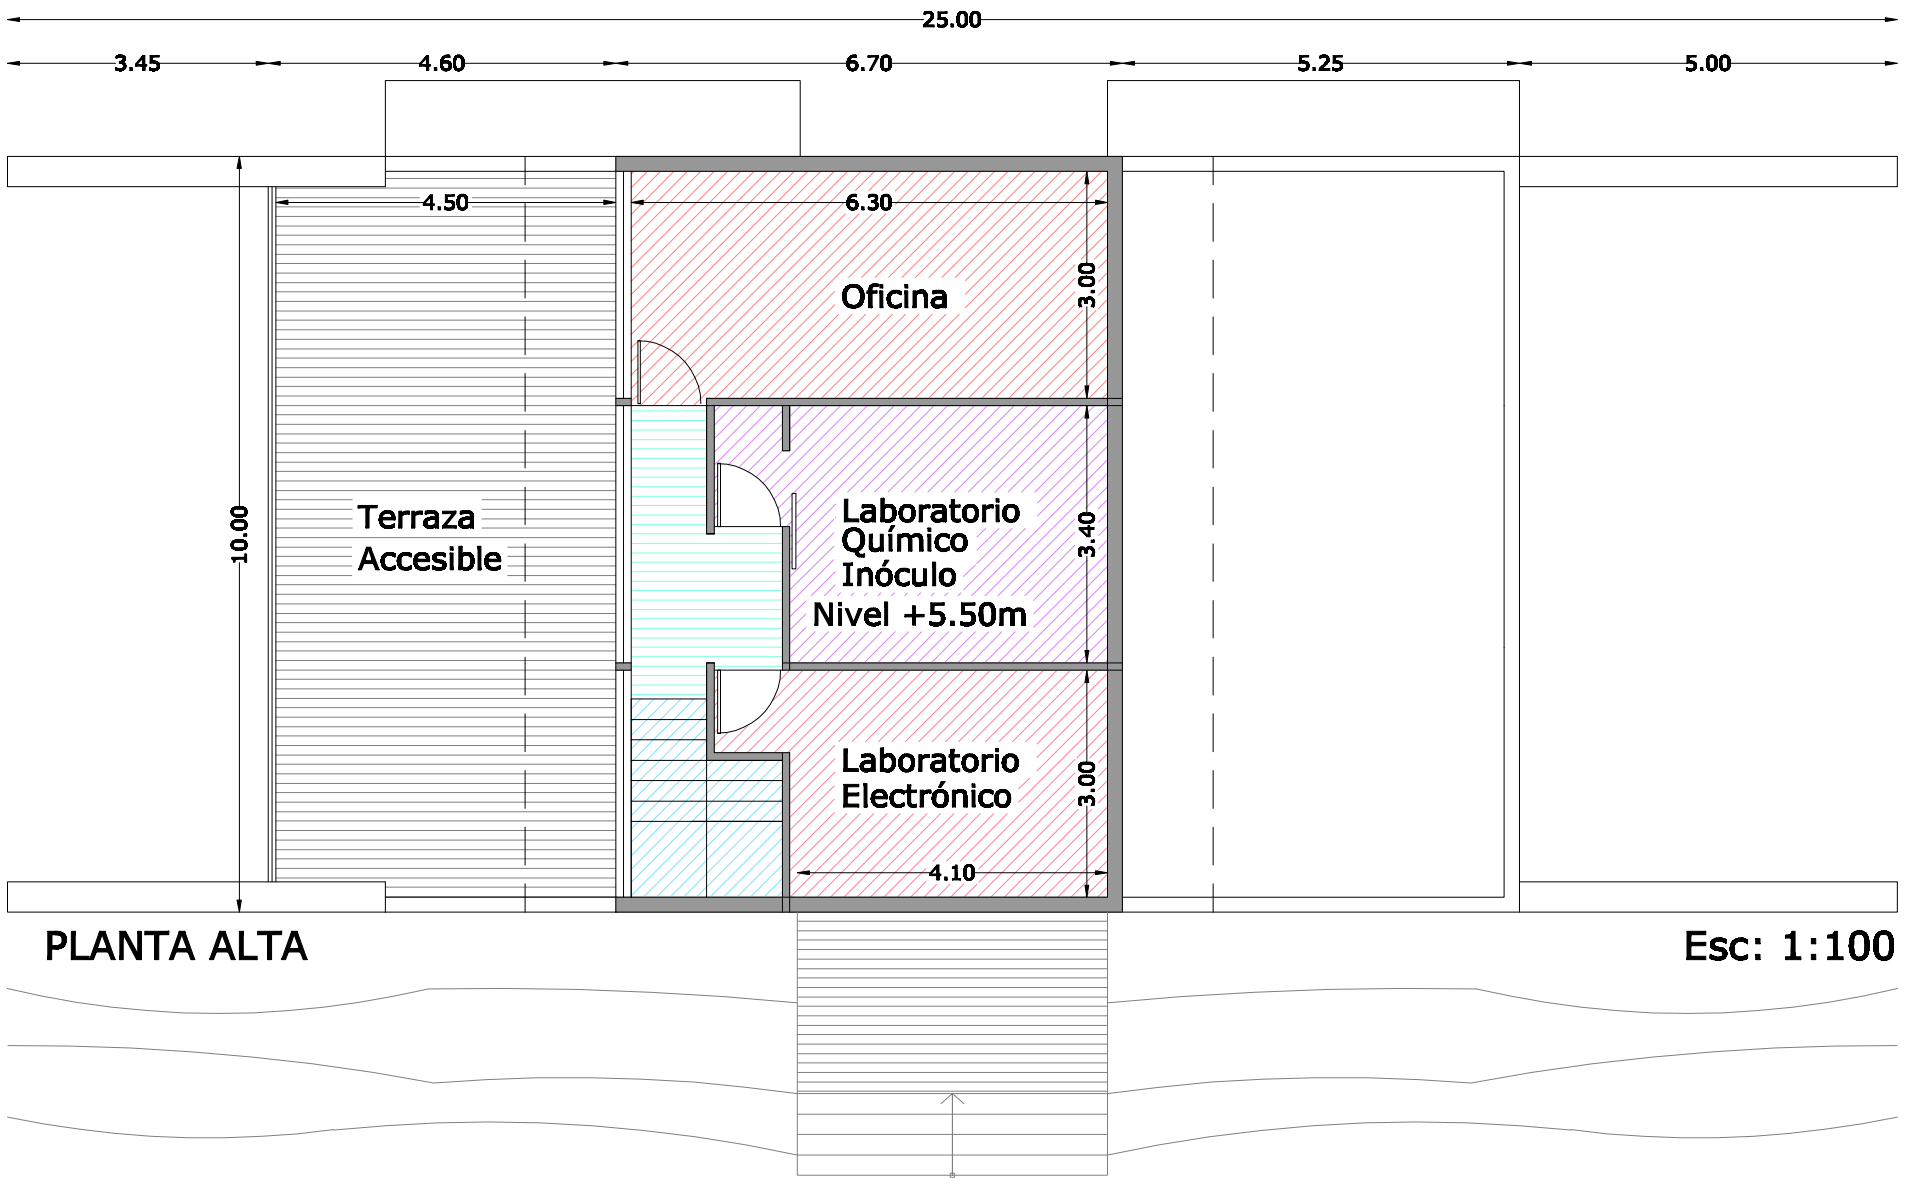 25.00
3.45
4.60
6.70
5.25
5.00
4.50
6.30
3.00
Oficina
10.00
Terraza
Accesible
Laboratorio
Químico
Inóculo
Nivel +5.50m
3.40
Laboratorio
Electrónico
3.00
4.10
PLANTA ALTA
Esc: 1:100